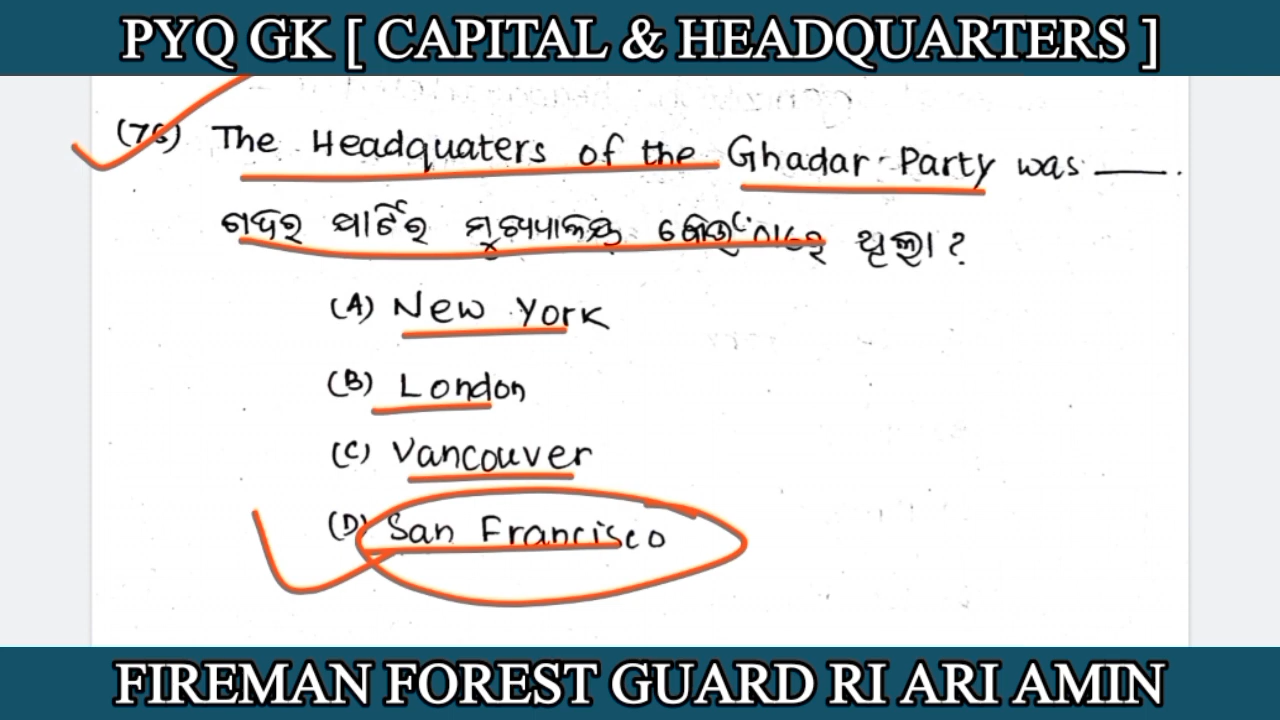 PYQ GK [ CAPITAL & HEADQUARTERS ]
The Headquaters of the Ghadar Party was ___.
ଗଦର ପାର୍ଟିର ମୁଖ୍ୟପାଳୟ କେଉଁଠାରେ ଥିଲା ?
(A) New York
(B) London
(C) Vancouver
(D) San Francisco
FIREMAN FOREST GUARD RI ARI AMIN